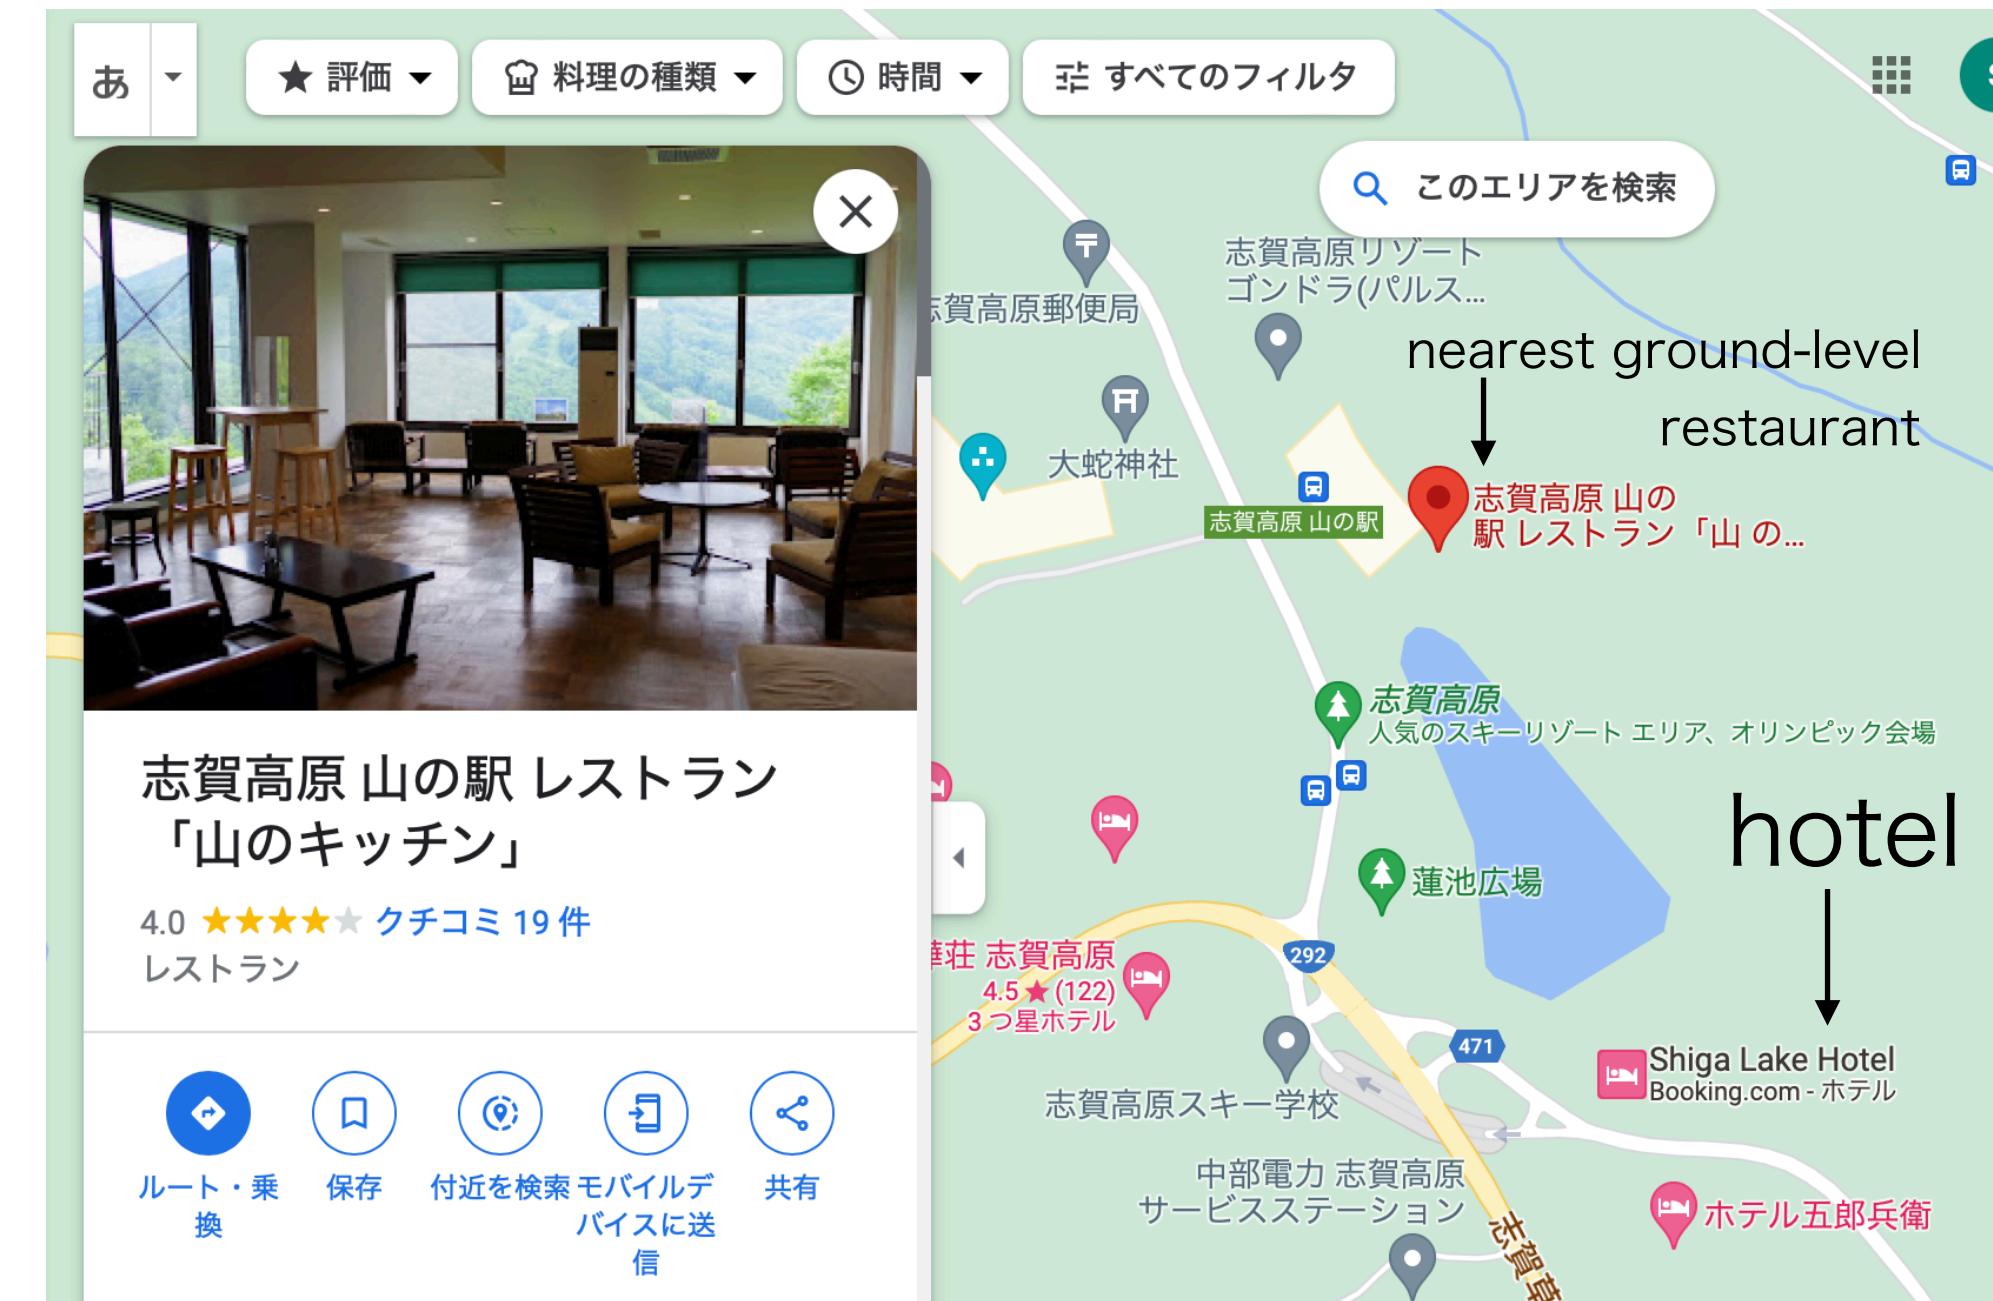 あ
評価
料理の種類
時間
すべてのフィルタ
このエリアを検索
志賀高原リゾート
ゴンドラ(パルス...
志賀高原郵便局
nearest ground-level
restaurant
大蛇神社
志賀高原 山の駅
志賀高原 山の
駅 レストラン「山 の...
志賀高原
人気のスキーリゾート エリア、オリンピック会場
hotel
蓮池広場
292
荘 志賀高原
4.5 ★ (122)
3 つ星ホテル
471
Shiga Lake Hotel
Booking.com - ホテル
志賀高原スキー学校
中部電力 志賀高原
サービスステーション
ホテル五郎兵衛
志賀草
志賀高原 山の駅 レストラン
「山のキッチン」
4.0 ★★★★★ クチコミ 19 件
レストラン
ルート・乗
換
保存
付近を検索
モバイルデ
バイスに送
信
共有